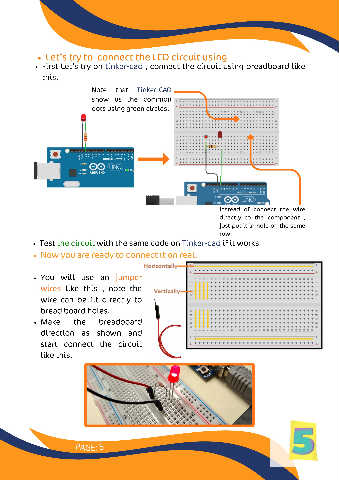 Let's try to connect the LED circuit using
First Let's try on Tinker-cad , connect the circuit using breadboard like
this.
Note that Tinker-CAD
show us the common
dots using green circles.
Instead of connect the wire
directly to the component ,
just put it in hole on the same
row
Test the circuit with the same code on Tinker-cad if it works
Now you are ready to connect it on real.
Horizontally
You will use an jumper
wires like this , note the
wire can be fit directly to
breadboard holes.
Vertically
Make the breadboard
direction as shown and
start connect the circuit
like this.
PAGE: 5
5